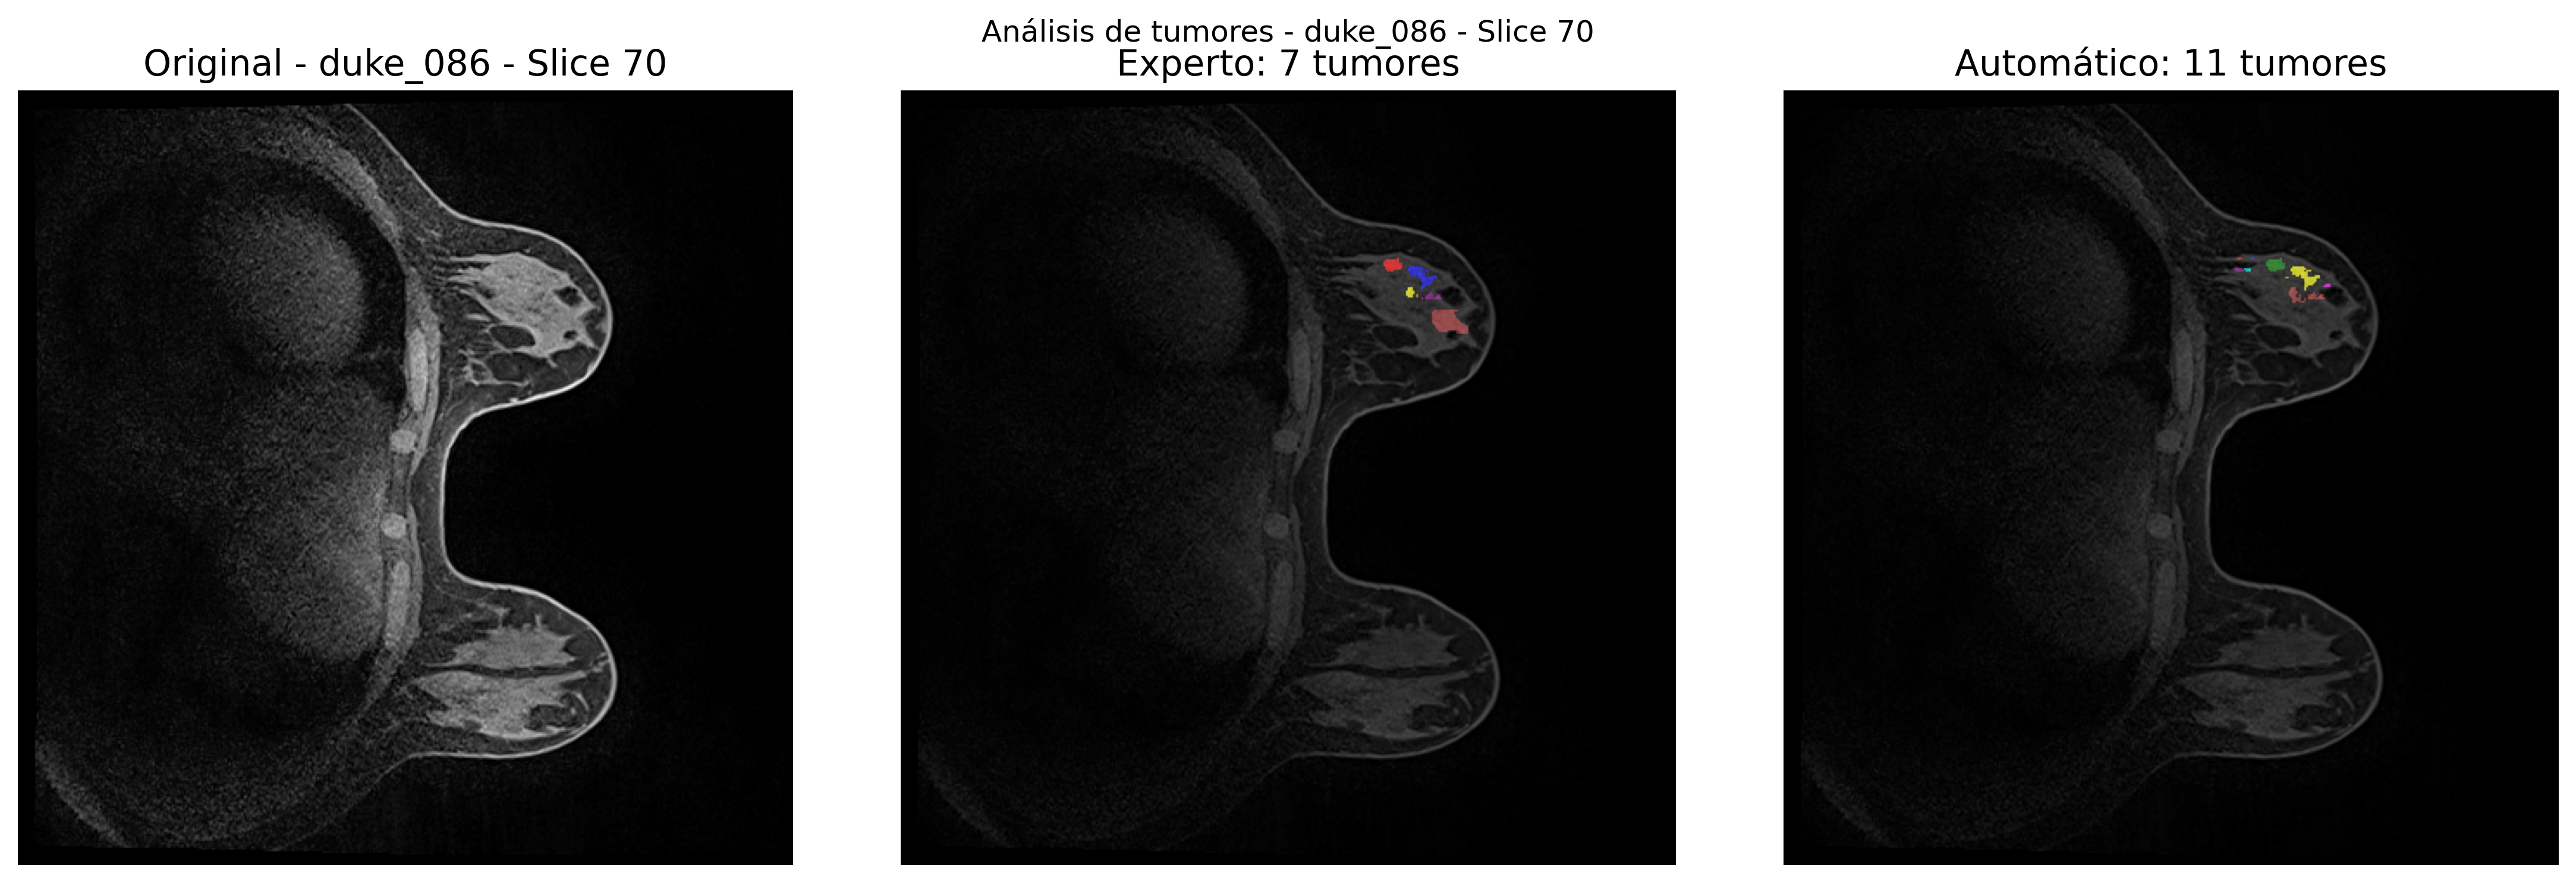 Análisis de tumores - duke_086 - Slice 70
Original - duke_086 - Slice 70
Experto: 7 tumores
Automático: 11 tumores